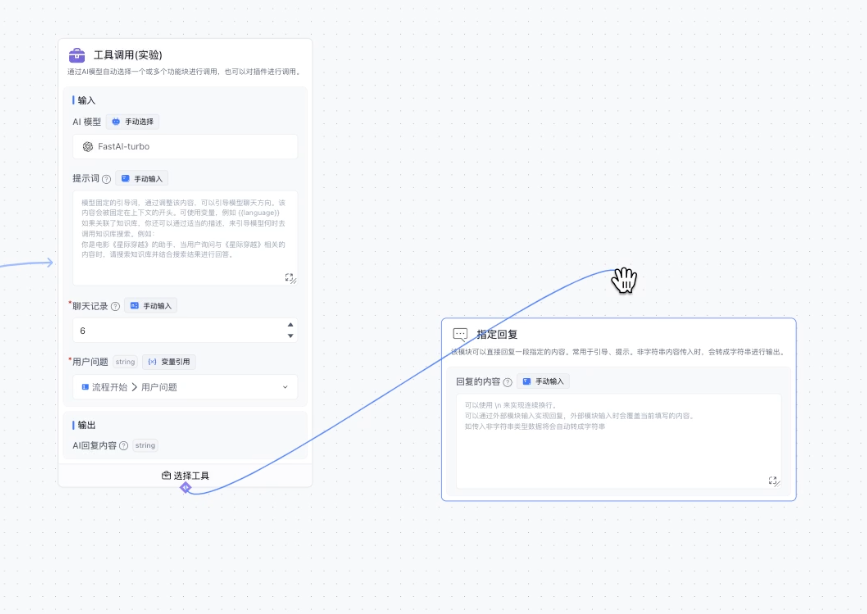 工具调用(实验)
通过AI模型自动选择一个或多个功能块进行调用，也可以对插件进行调用。
输入
AI 模型 手动选择
FastAI-turbo
提示词 手动输入
模型固定的引导词，通过调整该内容，可以引导模型聊天方向。该
内容会被固定在上下文的开头。可使用变量，例如 {{language}}
如果关联了知识库，你还可以通过适当的描述，来引导模型何时去
调用知识库搜索。例如：
你是电影《星际穿越》的助手，当用户询问与《星际穿越》相关的
内容时，请搜索知识库并结合搜索结果进行回答。
*聊天记录 手动输入
6
*用户问题 string 变量引用
流程开始 > 用户问题
输出
AI回复内容 string
选择工具
指定回复
该模块可以直接回复一段指定的内容。常用于引导、提示。非字符串内容传入时，会转成字符串进行输出。
回复的内容 手动输入
可以使用 \n 来实现连续换行。
可以通过外部模块输入实现回复，外部模块输入时会覆盖当前填写的内容。
如传入非字符串类型数据将会自动转成字符串